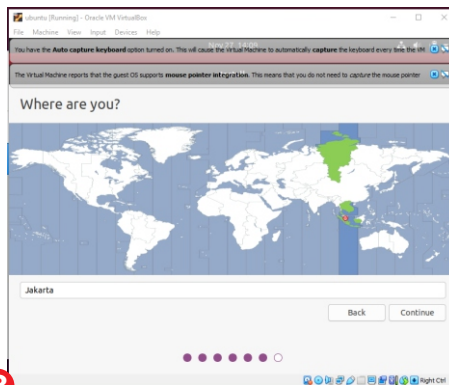 ubuntu [Running] - Oracle VM VirtualBox
File Machine View Input Devices Help
You have the Auto capture keyboard option turned on. This will cause the Virtual Machine to automatically capture the keyboard every time the VM
The Virtual Machine reports that the guest OS supports mouse pointer integration. This means that you do not need to capture the mouse pointer
Where are you?
Jakarta
Back Continue
Right Ctrl